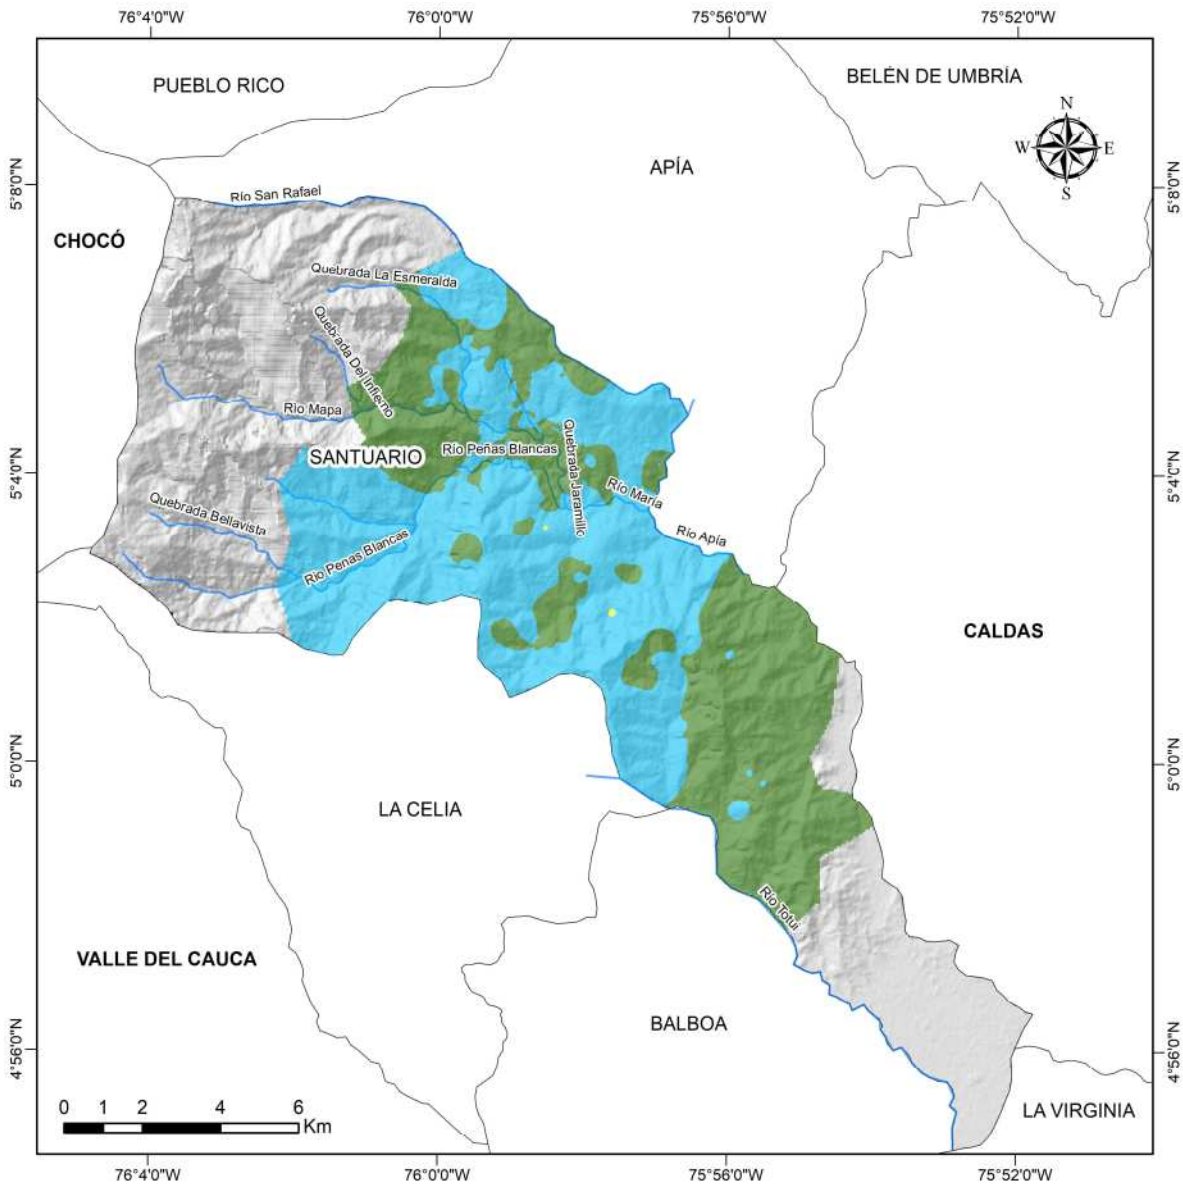 76°4'0"W
76°0'0"W
75°56'0"W
75°52'0"W
PUEBLO RICO
BELÉN DE UMBRÍA
N
W
E
S
APÍA
5°8'0"N
5°8'0"N
Río San Rafael
CHOCÓ
Quebrada La Esmeralda
Quebrada Del Infierno
Río Mapa
Río Peñas Blancas
SANTUARIO
Quebrada Jaramillo
5°4'0"N
5°4'0"N
Río María
Quebrada Bellavista
Río Apía
Río Penas Blancas
CALDAS
5°0'0"N
5°0'0"N
LA CELIA
Río Totui
VALLE DEL CAUCA
BALBOA
4°56'0"N
4°56'0"N
0 1 2 4 6
Km
LA VIRGINIA
76°4'0"W
76°0'0"W
75°56'0"W
75°52'0"W